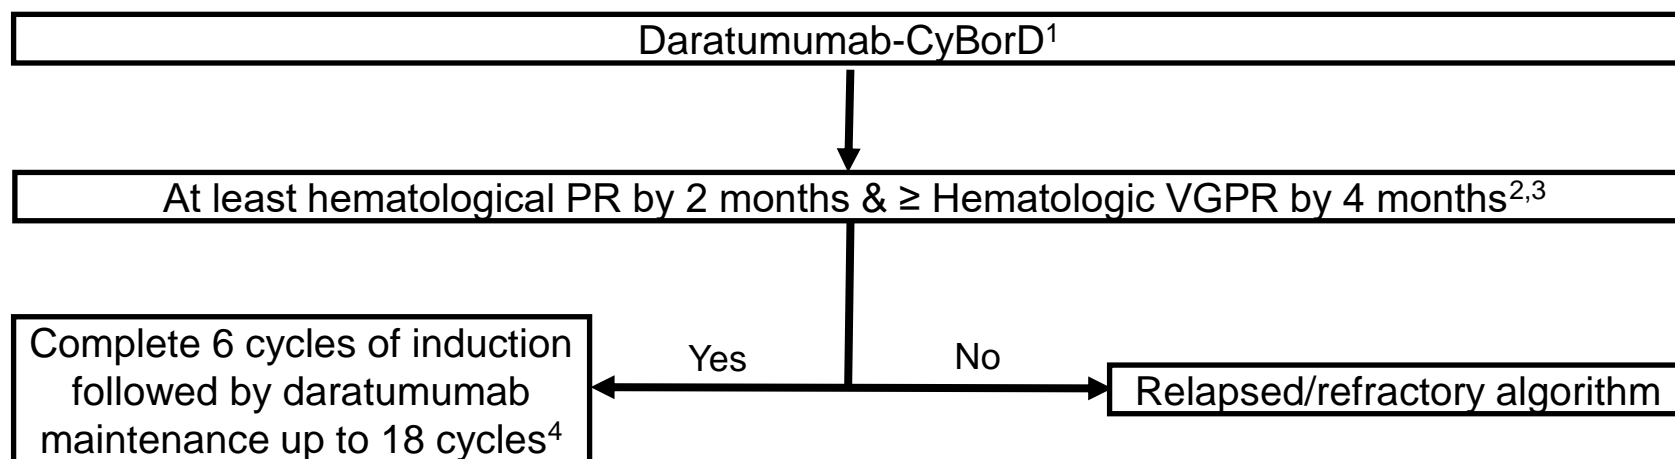 Daratumumab-CyBorD¹
At least hematological PR by 2 months & ≥ Hematologic VGPR by 4 months²,³
Complete 6 cycles of induction
followed by daratumumab
maintenance up to 18 cycles⁴
Yes
No
Relapsed/refractory algorithm